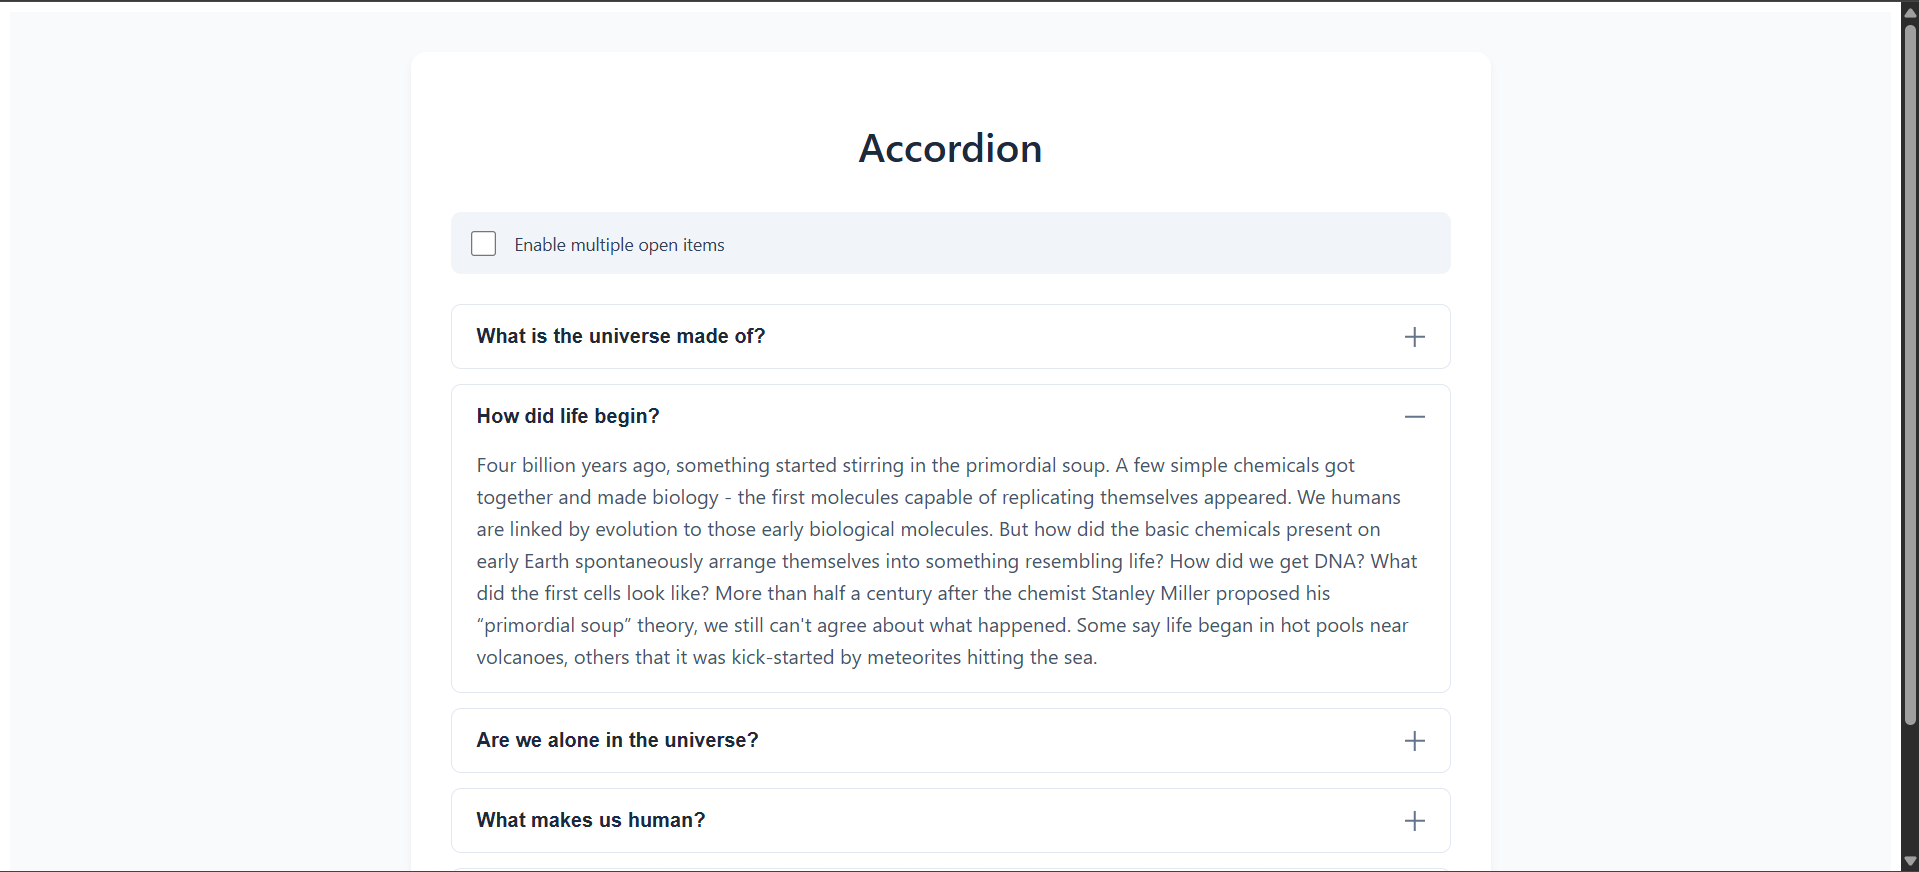 Accordion
Enable multiple open items
What is the universe made of?
How did life begin?
Four billion years ago, something started stirring in the primordial soup. A few simple chemicals got
together and made biology - the first molecules capable of replicating themselves appeared. We humans
are linked by evolution to those early biological molecules. But how did the basic chemicals present on
early Earth spontaneously arrange themselves into something resembling life? How did we get DNA? What
did the first cells look like? More than half a century after the chemist Stanley Miller proposed his
“primordial soup” theory, we still can't agree about what happened. Some say life began in hot pools near
volcanoes, others that it was kick-started by meteorites hitting the sea.
Are we alone in the universe?
What makes us human?